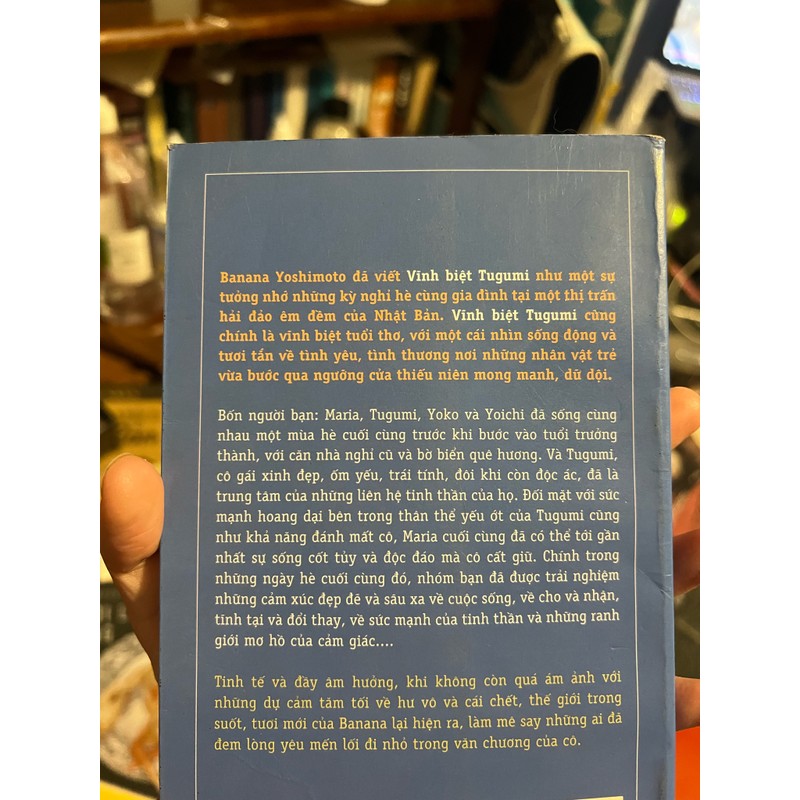 Banana Yoshimoto đã viết Vĩnh biệt Tugumi như một sự
tưởng nhớ những kỳ nghỉ hè cùng gia đình tại một thị trấn
hải đảo êm đềm của Nhật Bản. Vĩnh biệt Tugumi cũng
chính là vĩnh biệt tuổi thơ, với một cái nhìn sống động và
tươi tắn về tình yêu, tình thương nơi những nhân vật trẻ
vừa bước qua ngưỡng cửa thiếu niên mong manh, dữ dội.
Bốn người bạn: Maria, Tugumi, Yoko và Yoichi đã sống cùng
nhau một mùa hè cuối cùng trước khi bước vào tuổi trưởng
thành, với căn nhà nghỉ cũ và bờ biển quê hương. Và Tugumi,
cô gái xinh đẹp, ốm yếu, trái tính, đôi khi còn độc ác, đã là
trung tâm của những liên hệ tinh thần của họ. Đối mặt với sức
mạnh hoang dại bên trong thân thể yếu ớt của Tugumi cũng
như khả năng đánh mất cô, Maria cuối cùng đã có thể tới gần
nhất sự sống cốt tủy và độc đáo mà cô cất giữ. Chính trong
những ngày hè cuối cùng đó, nhóm bạn đã được trải nghiệm
những cảm xúc đẹp đẽ và sâu xa về cuộc sống, về cho và nhận,
tĩnh tại và đổi thay, về sức mạnh của tinh thần và những ranh
giới mơ hồ của cảm giác....
Tinh tế và đầy âm hưởng, khi không còn quá ám ảnh với
những dự cảm tăm tối về hư vô và cái chết, thế giới trong
suốt, tươi mới của Banana lại hiện ra, làm mê say những ai đã
đem lòng yêu mến lối đi nhỏ trong văn chương của cô.